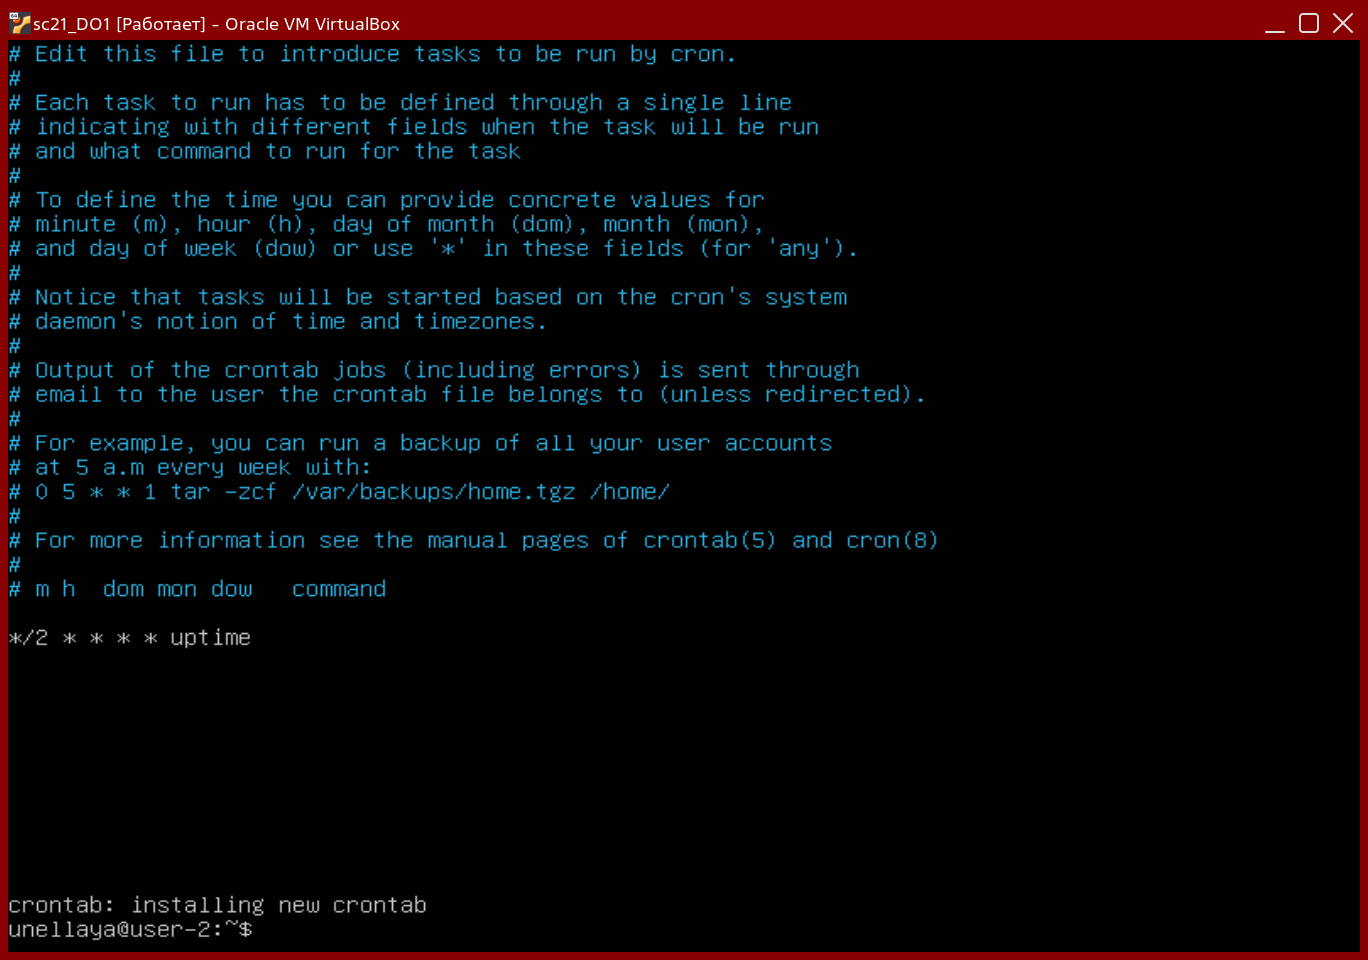 sc21_DO1 [Работает] - Oracle VM VirtualBox
# Edit this file to introduce tasks to be run by cron.
#
# Each task to run has to be defined through a single line
# indicating with different fields when the task will be run
# and what command to run for the task
#
# To define the time you can provide concrete values for
# minute (m), hour (h), day of month (dom), month (mon),
# and day of week (dow) or use '*' in these fields (for 'any').
#
# Notice that tasks will be started based on the cron's system
# daemon's notion of time and timezones.
#
# Output of the crontab jobs (including errors) is sent through
# email to the user the crontab file belongs to (unless redirected).
#
# For example, you can run a backup of all your user accounts
# at 5 a.m every week with:
# 0 5 * * 1 tar -zcf /var/backups/home.tgz /home/
#
# For more information see the manual pages of crontab(5) and cron(8)
#
# m h  dom mon dow   command
*/2 * * * * uptime
crontab: installing new crontab
unellaya@user-2:~$